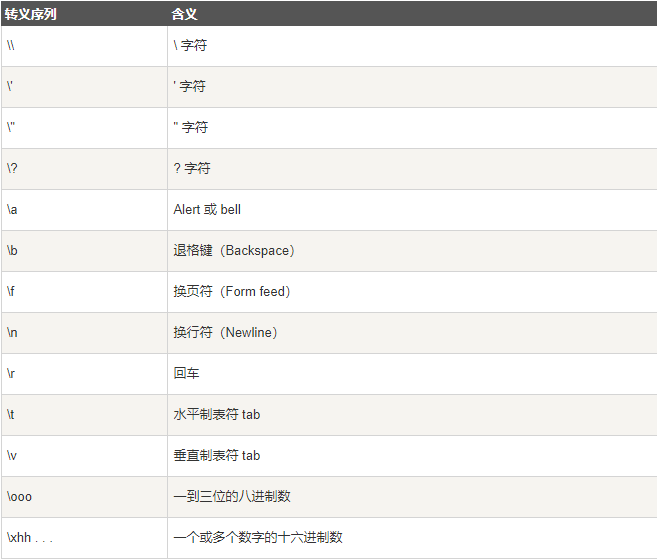 转义序列 含义
\\ \ 字符
\' ' 字符
\" " 字符
\? ? 字符
\a Alert 或 bell
\b 退格键（Backspace）
\f 换页符（Form feed）
\n 换行符（Newline）
\r 回车
\t 水平制表符 tab
\v 垂直制表符 tab
\ooo 一到三位的八进制数
\xhh . . . 一个或多个数字的十六进制数